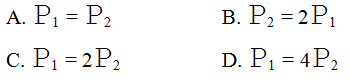 A. P₁ = P₂ B. P₂ = 2P₁
C. P₁ = 2P₂ D. P₁ = 4P₂